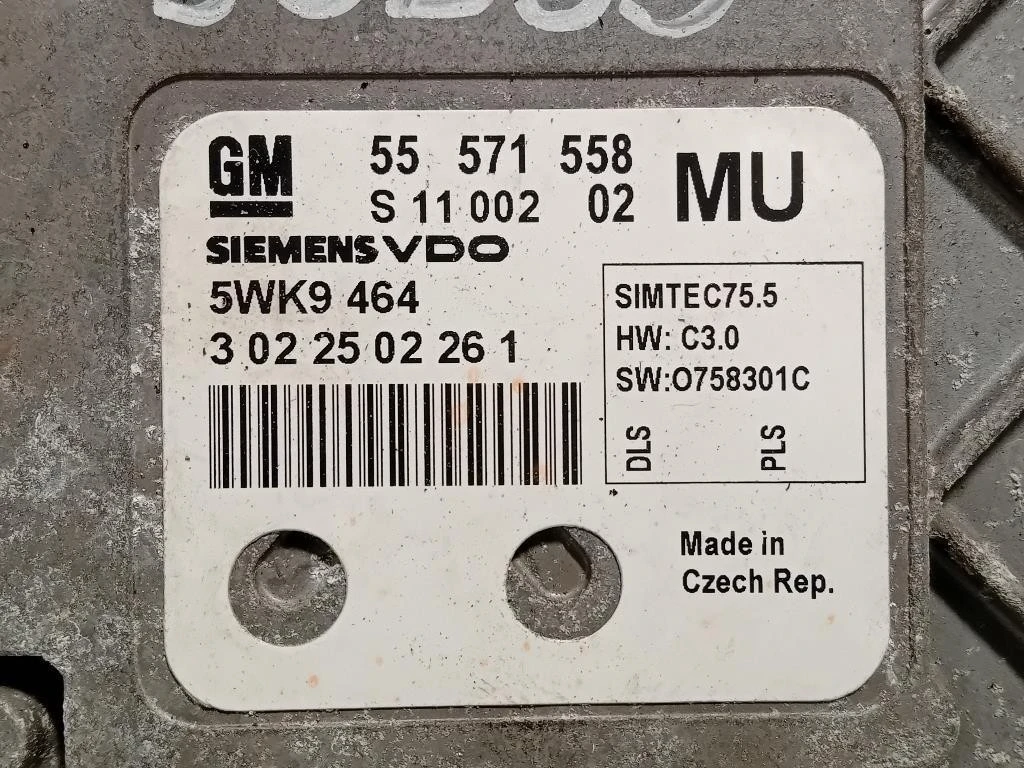 GM 55 571 558 MU
S 11 002 02
SIEMENS VDO
5WK9 464
3 02 25 02 26 1
SIMTEC75.5
HW: C3.0
SW:O758301C
DLS PLS
Made in
Czech Rep.